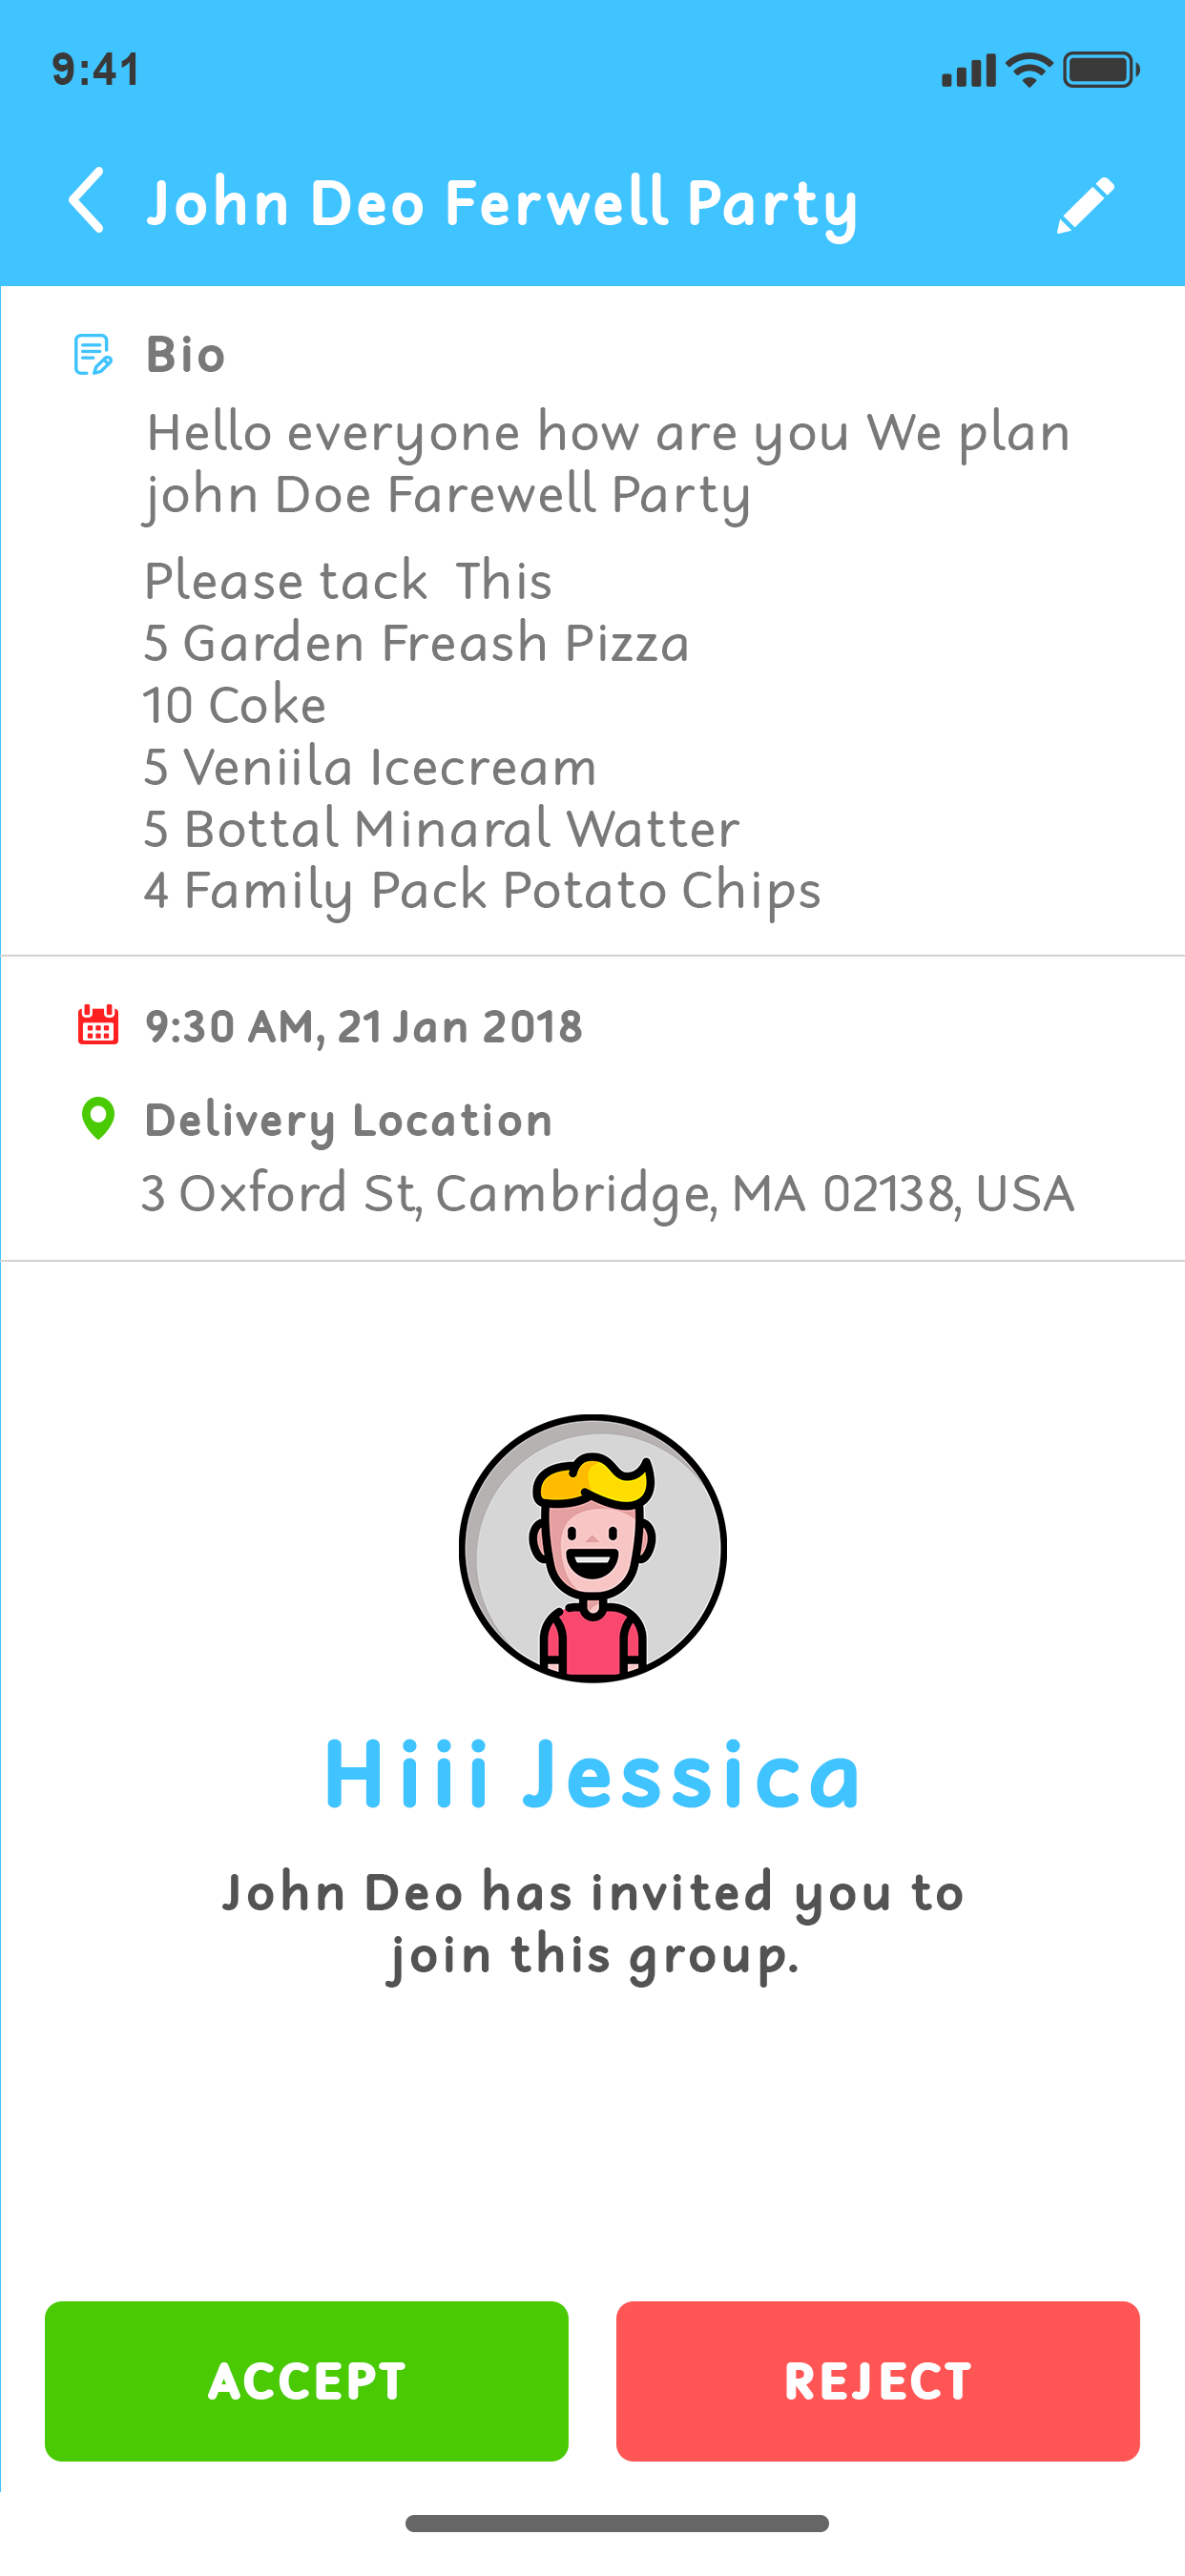 9:41
John Deo Ferwell Party
Bio
Hello everyone how are you We plan
john Doe Farewell Party
Please tack This
5 Garden Freash Pizza
10 Coke
5 Veniila Icecream
5 Bottal Minaral Watter
4 Family Pack Potato Chips
9:30 AM, 21 Jan 2018
Delivery Location
3 Oxford St, Cambridge, MA 02138, USA
Hiii Jessica
John Deo has invited you to
join this group.
ACCEPT
REJECT